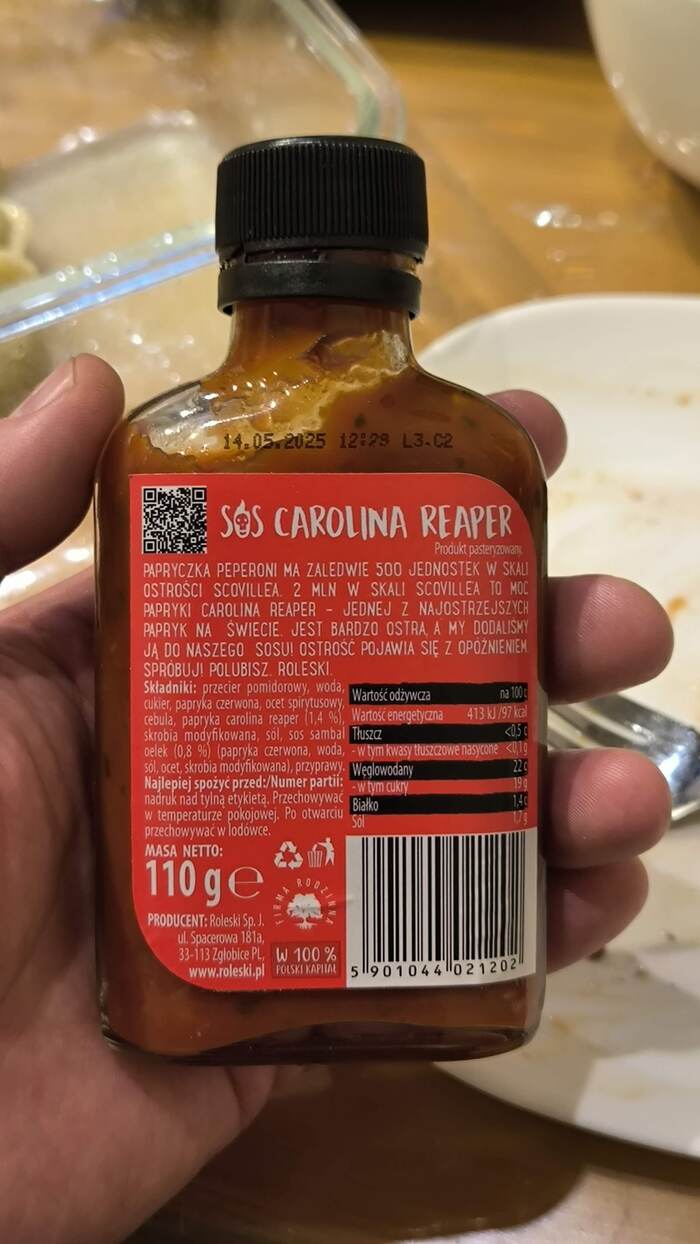 14.05.2025 12:29 L3.C2
SOS CAROLINA REAPER
Produkt pasteryzowany.
PAPRYCZKA PEPERONI MA ZALEDWIE 500 JEDNOSTEK W SKALI
OSTROŚCI SCOVILLEA. 2 MLN W SKALI SCOVILLEA TO MOC
PAPRYKI CAROLINA REAPER - JEDNEJ Z NAJOSTRZEJSZYCH
PAPRYK NA ŚWIECIE. JEST BARDZO OSTRA, A MY DODALIŚMY
JĄ DO NASZEGO SOSU! OSTROŚĆ POJAWIA SIĘ Z OPÓŹNIENIEM.
SPRÓBUJ! POLUBISZ. ROLESKI.
Składniki: przecier pomidorowy, woda,
cukier, papryka czerwona, ocet spirytusowy,
cebula, papryka carolina reaper (1,4 %),
skrobia modyfikowana, sól, sos sambal
oelek (0,8 %) (papryka czerwona, woda,
sól, ocet, skrobia modyfikowana), przyprawy.
Najlepiej spożyć przed:/Numer partii:
nadruk nad tylną etykietą. Przechowywać
w temperaturze pokojowej. Po otwarciu
przechowywać w lodówce.
Wartość odżywcza na 100 g
Wartość energetyczna 413 kJ /97 kcal
Tłuszcz <0,5 g
- w tym kwasy tłuszczowe nasycone <0,1g
Węglowodany 22 g
- w tym cukry 19 g
Białko 1,4 g
Sól 1,7 g
MASA NETTO:
110 g e
FIRMA RODZINNA
PRODUCENT: Roleski Sp. J.
ul. Spacerowa 181a,
33-113 Zgłobice PL,
www.roleski.pl
W 100 %
POLSKI KAPITAŁ
5 901044 021202